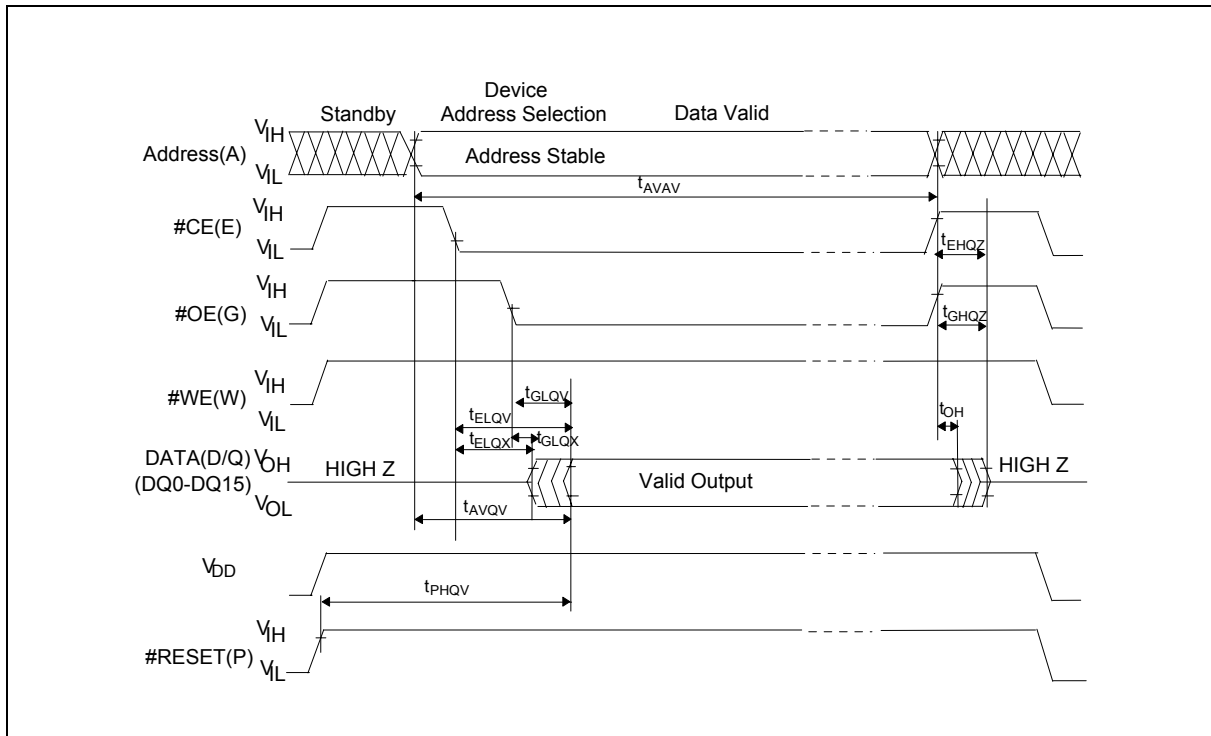 Device
Standby Address Selection Data Valid
VIH
Address(A) Address Stable
VIL
tAVAV
VIH
#CE(E)
VIL
tEHQZ
VIH
#OE(G)
VIL
tGHQZ
VIH
#WE(W)
VIL
tGLQV
tELQV
tOH
tELQX tGLQX
DATA(D/Q) VOH
HIGH Z HIGH Z
(DQ0-DQ15) Valid Output
VOL
tAVQV
VDD
tPHQV
VIH
#RESET(P)
VIL